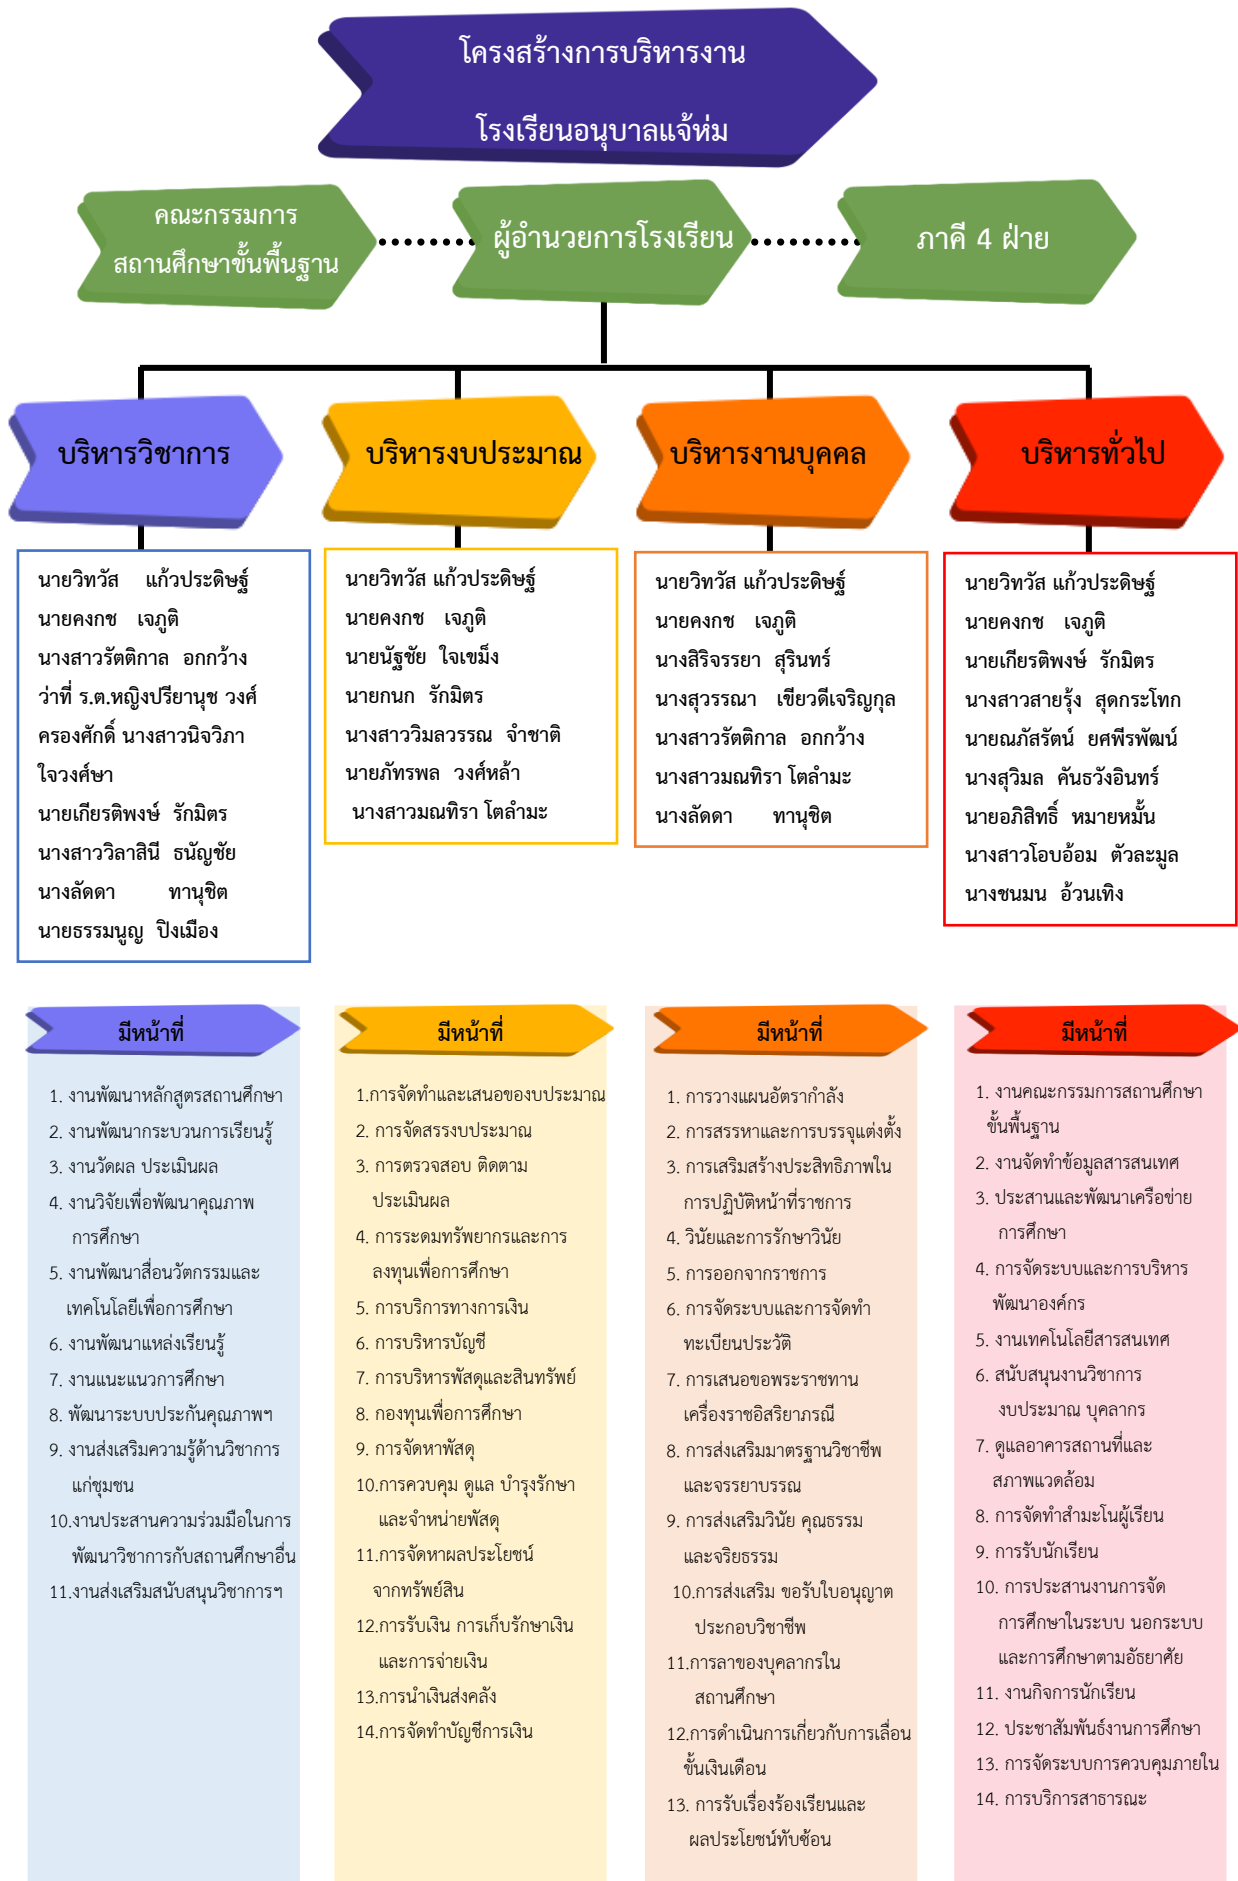 โครงสร้างการบริหารงาน
โรงเรียนอนุบาลแจ้ห่ม
คณะกรรมการ
สถานศึกษาขั้นพื้นฐาน
ผู้อำนวยการโรงเรียน
ภาคี 4 ฝ่าย
บริหารวิชาการ
บริหารงบประมาณ
บริหารงานบุคคล
บริหารทั่วไป
นายวิทวัส แก้วประดิษฐ์
นายคงกช เจภูติ
นางสาวรัตติกาล อกกว้าง
ว่าที่ ร.ต.หญิงปรียานุช วงศ์
ครองศักดิ์ นางสาวนิจวิภา
ใจวงศ์ษา
นายเกียรติพงษ์ รักมิตร
นางสาววิลาสินี ธนัญชัย
นางลัดดา ทานุชิต
นายธรรมนูญ ปิงเมือง
นายวิทวัส แก้วประดิษฐ์
นายคงกช เจภูติ
นายนัฐชัย ใจเขม็ง
นายกนก รักมิตร
นางสาววิมลวรรณ จำชาติ
นายภัทรพล วงศ์หล้า
นางสาวมณฑิรา โตลำมะ
นายวิทวัส แก้วประดิษฐ์
นายคงกช เจภูติ
นางสิริจรรยา สุรินทร์
นางสุวรรณา เขียวดีเจริญกุล
นางสาวรัตติกาล อกกว้าง
นางสาวมณฑิรา โตลำมะ
นางลัดดา ทานุชิต
นายวิทวัส แก้วประดิษฐ์
นายคงกช เจภูติ
นายเกียรติพงษ์ รักมิตร
นางสาวสายรุ้ง สุดกระโทก
นายณภัสรัตน์ ยศพีรพัฒน์
นางสุวิมล คันธวังอินทร์
นายอภิสิทธิ์ หมายหมั้น
นางสาวโอบอ้อม ตัวละมูล
นางชนมน อ้วนเทิง
มีหน้าที่
1. งานพัฒนาหลักสูตรสถานศึกษา
2. งานพัฒนากระบวนการเรียนรู้
3. งานวัดผล ประเมินผล
4. งานวิจัยเพื่อพัฒนาคุณภาพ
การศึกษา
5. งานพัฒนาสื่อนวัตกรรมและ
เทคโนโลยีเพื่อการศึกษา
6. งานพัฒนาแหล่งเรียนรู้
7. งานแนะแนวการศึกษา
8. พัฒนาระบบประกันคุณภาพฯ
9. งานส่งเสริมความรู้ด้านวิชาการ
แก่ชุมชน
10.งานประสานความร่วมมือในการ
พัฒนาวิชาการกับสถานศึกษาอื่น
11.งานส่งเสริมสนับสนุนวิชาการฯ
มีหน้าที่
1.การจัดทำและเสนอของบประมาณ
2. การจัดสรรงบประมาณ
3. การตรวจสอบ ติดตาม
ประเมินผล
4. การระดมทรัพยากรและการ
ลงทุนเพื่อการศึกษา
5. การบริการทางการเงิน
6. การบริหารบัญชี
7. การบริหารพัสดุและสินทรัพย์
8. กองทุนเพื่อการศึกษา
9. การจัดหาพัสดุ
10.การควบคุม ดูแล บำรุงรักษา
และจำหน่ายพัสดุ
11.การจัดหาผลประโยชน์
จากทรัพย์สิน
12.การรับเงิน การเก็บรักษาเงิน
และการจ่ายเงิน
13.การนำเงินส่งคลัง
14.การจัดทำบัญชีการเงิน
มีหน้าที่
1. การวางแผนอัตรากำลัง
2. การสรรหาและการบรรจุแต่งตั้ง
3. การเสริมสร้างประสิทธิภาพใน
การปฏิบัติหน้าที่ราชการ
4. วินัยและการรักษาวินัย
5. การออกจากราชการ
6. การจัดระบบและการจัดทำ
ทะเบียนประวัติ
7. การเสนอขอพระราชทาน
เครื่องราชอิสริยาภรณ์
8. การส่งเสริมมาตรฐานวิชาชีพ
และจรรยาบรรณ
9. การส่งเสริมวินัย คุณธรรม
และจริยธรรม
10.การส่งเสริม ขอรับใบอนุญาต
ประกอบวิชาชีพ
11.การลาของบุคลากรใน
สถานศึกษา
12.การดำเนินการเกี่ยวกับการเลื่อน
ขั้นเงินเดือน
13. การรับเรื่องร้องเรียนและ
ผลประโยชน์ทับซ้อน
มีหน้าที่
1. งานคณะกรรมการสถานศึกษา
ขั้นพื้นฐาน
2. งานจัดทำข้อมูลสารสนเทศ
3. ประสานและพัฒนาเครือข่าย
การศึกษา
4. การจัดระบบและการบริหาร
พัฒนาองค์กร
5. งานเทคโนโลยีสารสนเทศ
6. สนับสนุนงานวิชาการ
งบประมาณ บุคลากร
7. ดูแลอาคารสถานที่และ
สภาพแวดล้อม
8. การจัดทำสำมะโนผู้เรียน
9. การรับนักเรียน
10. การประสานงานการจัด
การศึกษาในระบบ นอกระบบ
และการศึกษาตามอัธยาศัย
11. งานกิจการนักเรียน
12. ประชาสัมพันธ์งานการศึกษา
13. การจัดระบบการควบคุมภายใน
14. การบริการสาธารณะ